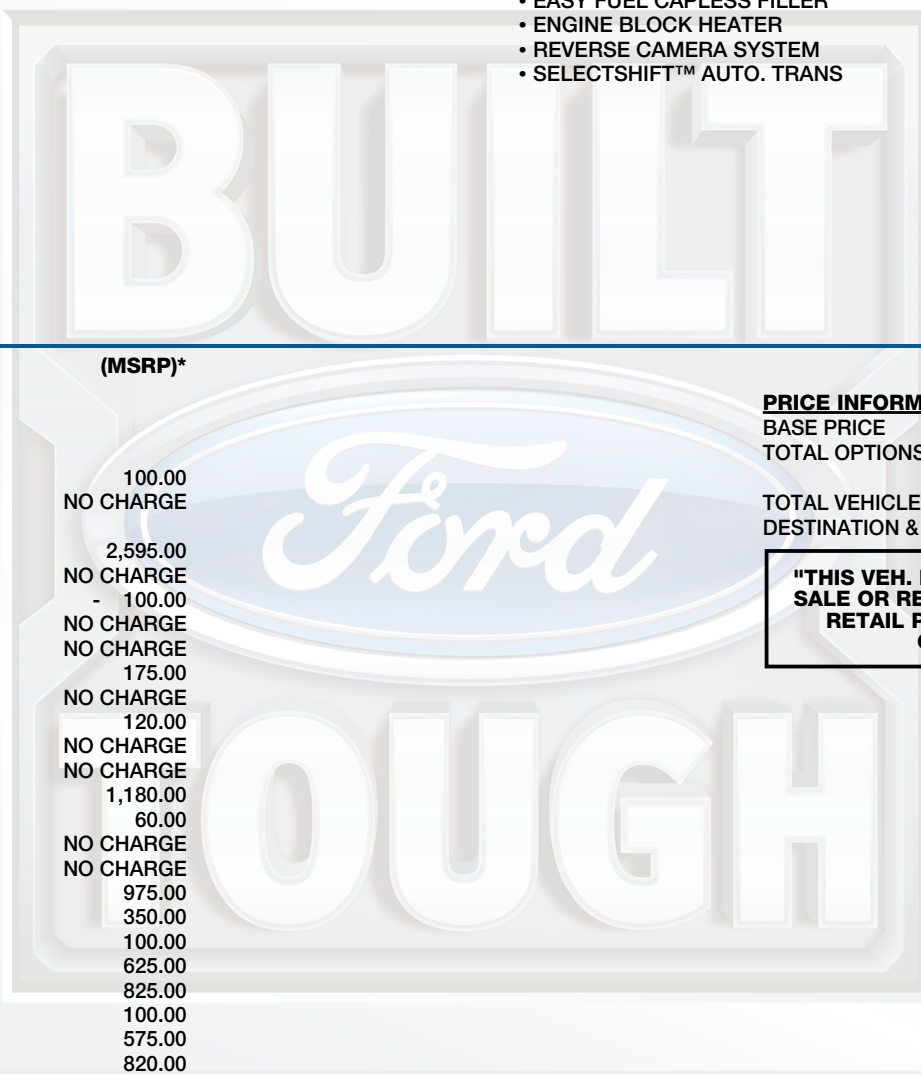 • EASY FUEL CAPLESS FILLER
• ENGINE BLOCK HEATER
• REVERSE CAMERA SYSTEM
• SELECTSHIFT™ AUTO. TRANS
BUILT
(MSRP)*
100.00
NO CHARGE
2,595.00
NO CHARGE
- 100.00
NO CHARGE
NO CHARGE
175.00
NO CHARGE
120.00
NO CHARGE
NO CHARGE
1,180.00
60.00
NO CHARGE
NO CHARGE
975.00
350.00
100.00
625.00
825.00
100.00
575.00
820.00
Ford
TOUGH
PRICE INFORM
BASE PRICE
TOTAL OPTIONS
TOTAL VEHICLE
DESTINATION &
"THIS VEH.
SALE OR RE
RETAIL P